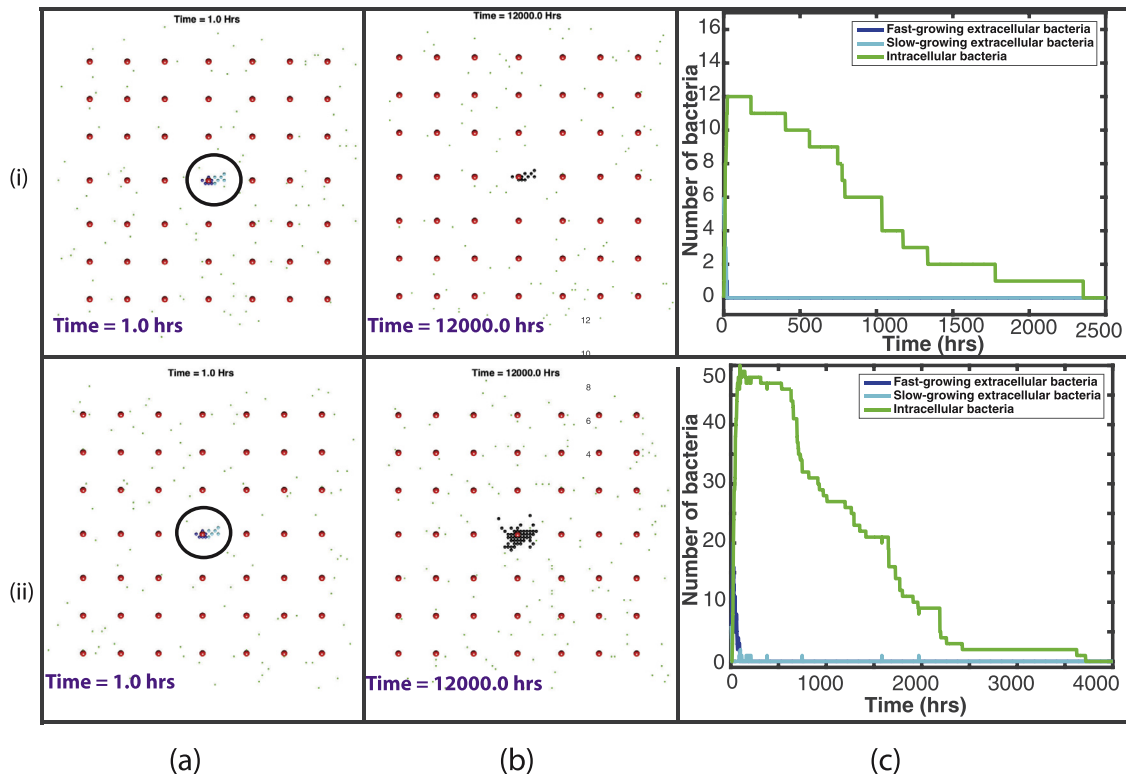 Time = 1.0 Hrs
Time = 12000.0 Hrs
(i)
Time = 1.0 hrs
Time = 12000.0 hrs
12
10
Number of bacteria
16
14
12
10
8
6
4
2
0
Fast-growing extracellular bacteria
Slow-growing extracellular bacteria
Intracellular bacteria
0 500 1000 1500 2000 2500
Time (hrs)
Time = 1.0 Hrs
Time = 12000.0 Hrs
8
6
4
(ii)
Time = 1.0 hrs
Time = 12000.0 hrs
Number of bacteria
50
40
30
20
10
0
Fast-growing extracellular bacteria
Slow-growing extracellular bacteria
Intracellular bacteria
0 1000 2000 3000 4000
Time (hrs)
(a) (b) (c)